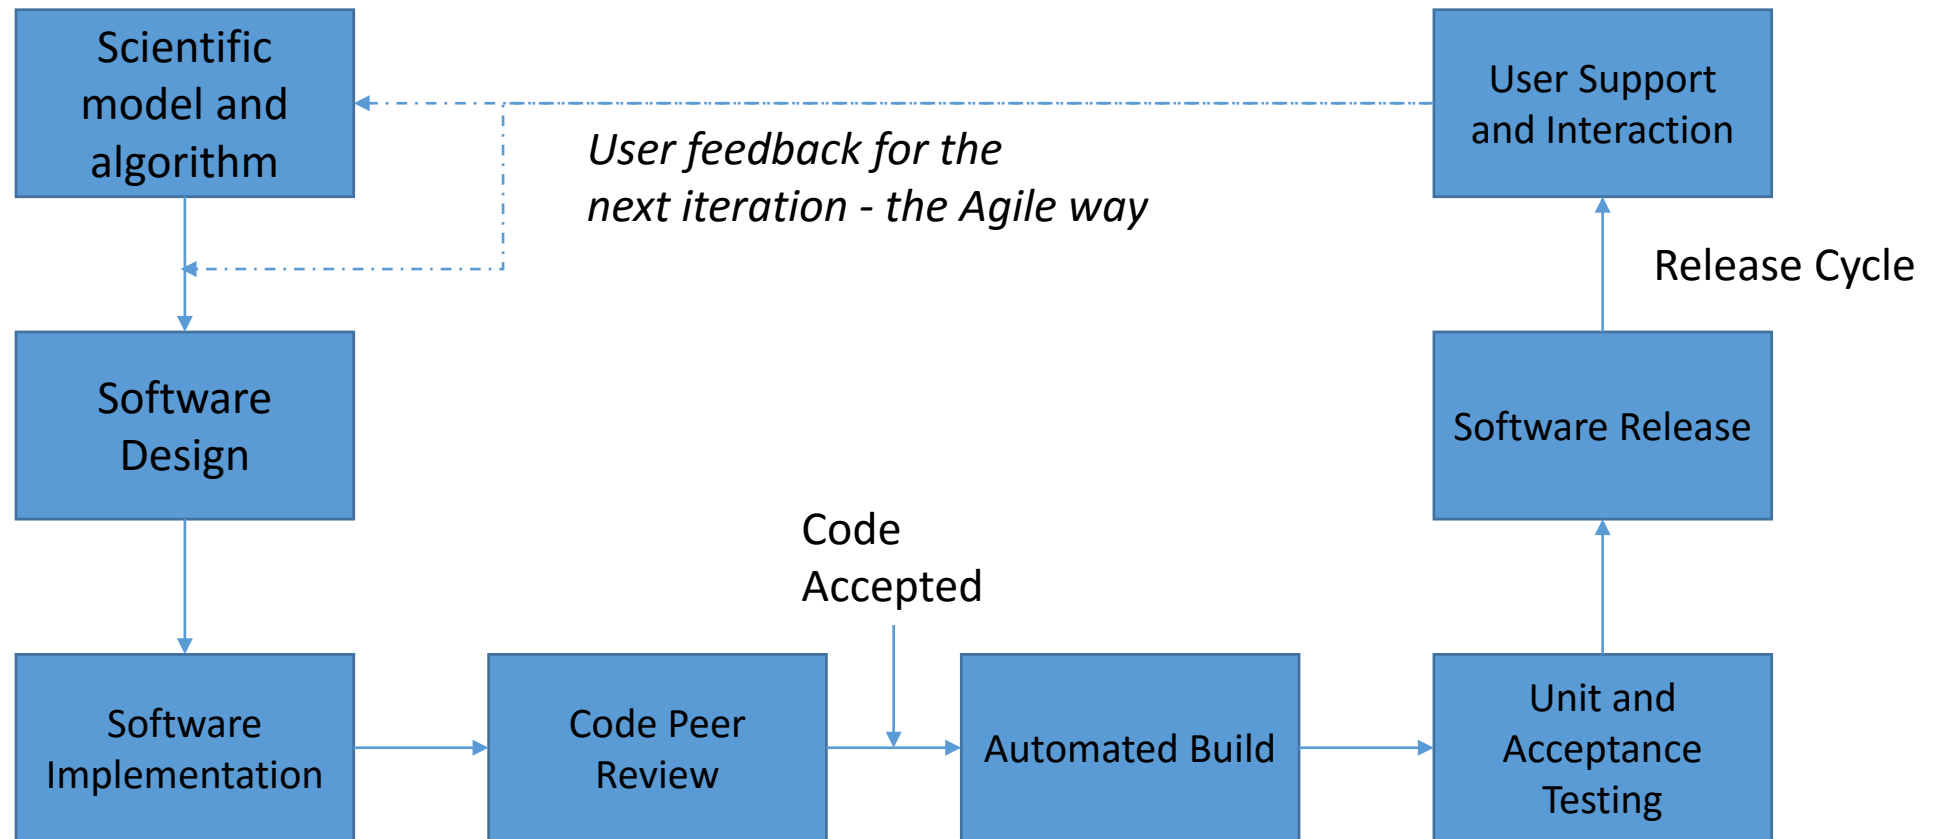 Scientific
model and
algorithm
User Support
and Interaction
User feedback for the
next iteration - the Agile way
Release Cycle
Software
Design
Software Release
Code
Accepted
Software
Implementation
Code Peer
Review
Automated Build
Unit and
Acceptance
Testing